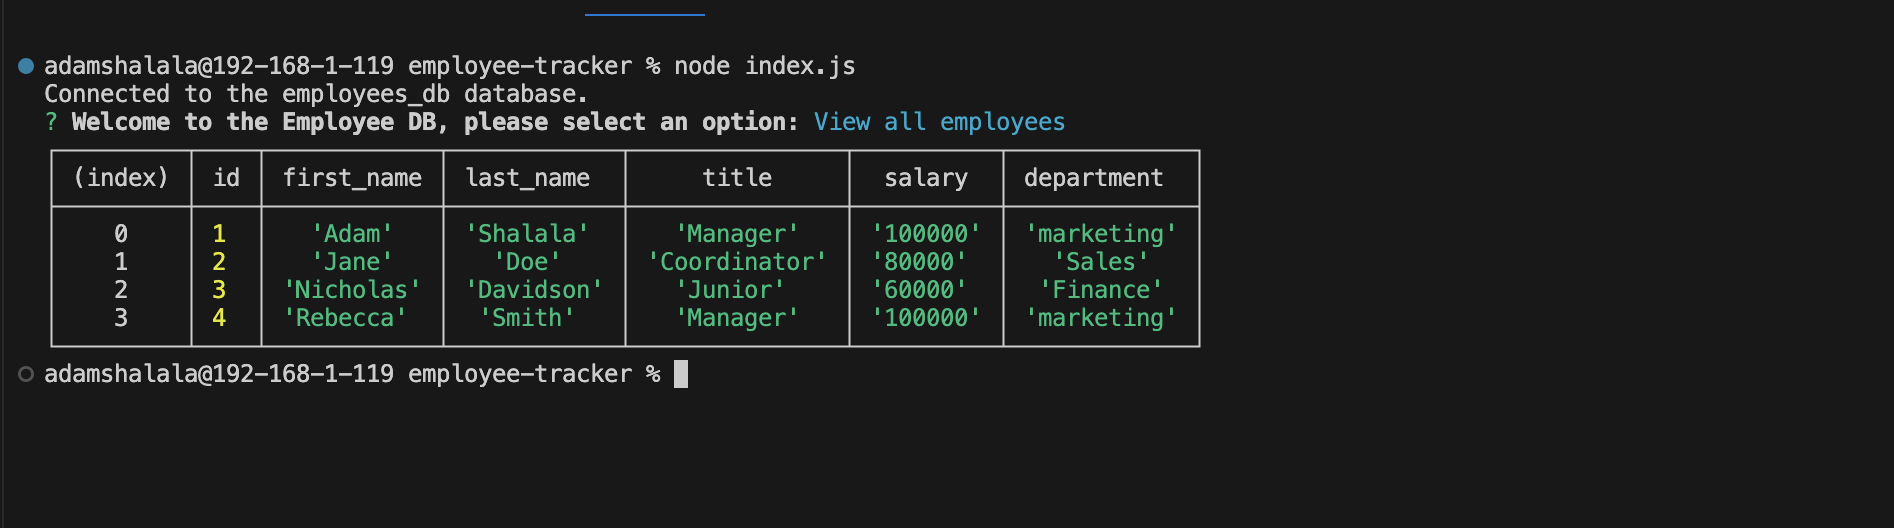 adamshalala@192-168-1-119 employee-tracker % node index.js
Connected to the employees_db database.
? Welcome to the Employee DB, please select an option: View all employees
(index) id first_name last_name title salary department
0 1 'Adam' 'Shalala' 'Manager' '100000' 'marketing'
1 2 'Jane' 'Doe' 'Coordinator' '80000' 'Sales'
2 3 'Nicholas' 'Davidson' 'Junior' '60000' 'Finance'
3 4 'Rebecca' 'Smith' 'Manager' '100000' 'marketing'
adamshalala@192-168-1-119 employee-tracker %